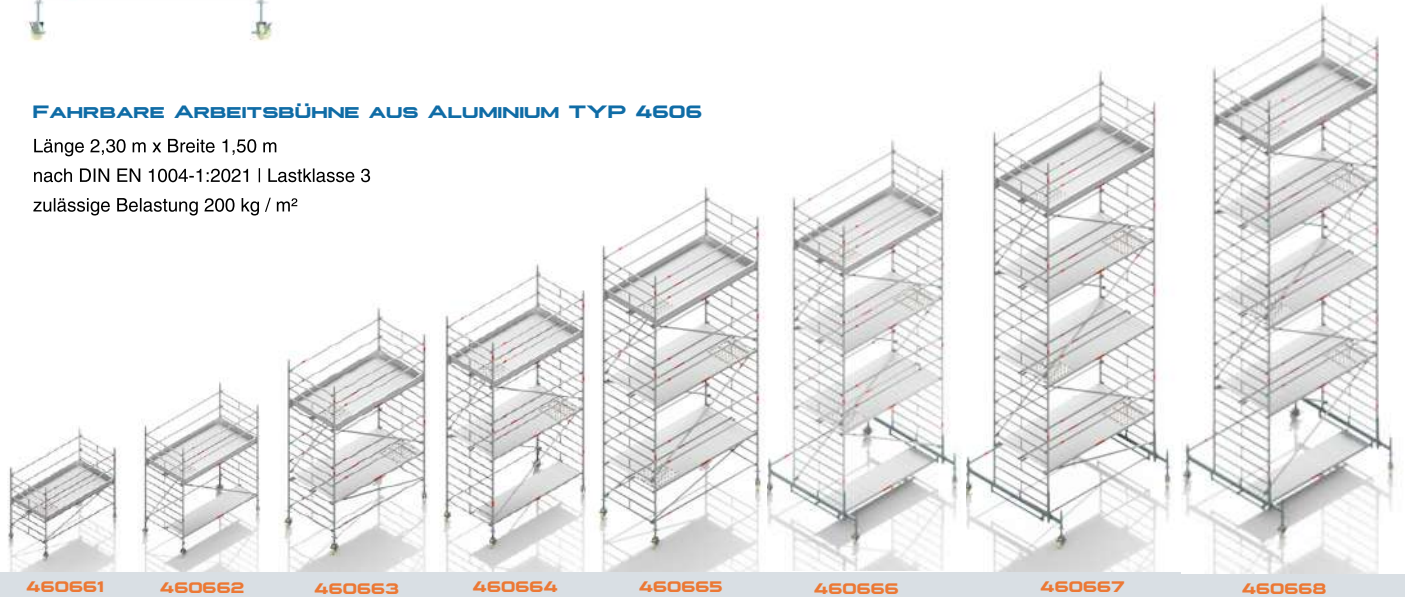 FAHRBARE ARBEITSBÜHNE AUS ALUMINIUM TYP 4606
Länge 2,30 m x Breite 1,50 m
nach DIN EN 1004-1:2021 | Lastklasse 3
zulässige Belastung 200 kg / m²
460661 460662 460663 460664 460665 460666 460667 460668